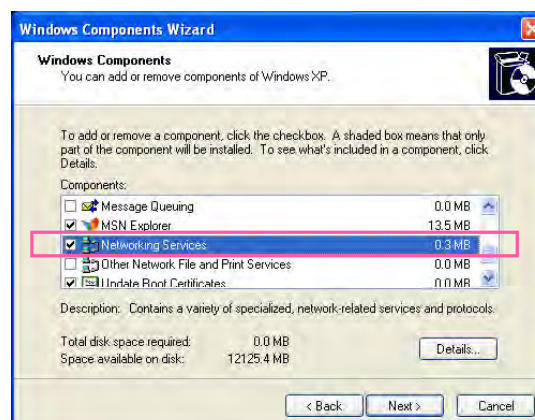 Windows Components Wizard
Windows Components
You can add or remove components of Windows XP.
To add or remove a component, click the checkbox. A shaded box means that only
part of the component will be installed. To see what's included in a component, click
Details.
Components:
Message Queuing 0.0 MB
MSN Explorer 13.5 MB
Networking Services 0.3 MB
Other Network File and Print Services 0.0 MB
Update Root Certificates 0.0 MB
Description: Contains a variety of specialized, network-related services and protocols.
Total disk space required: 0.0 MB
Space available on disk: 12125.4 MB
Details...
< Back Next > Cancel